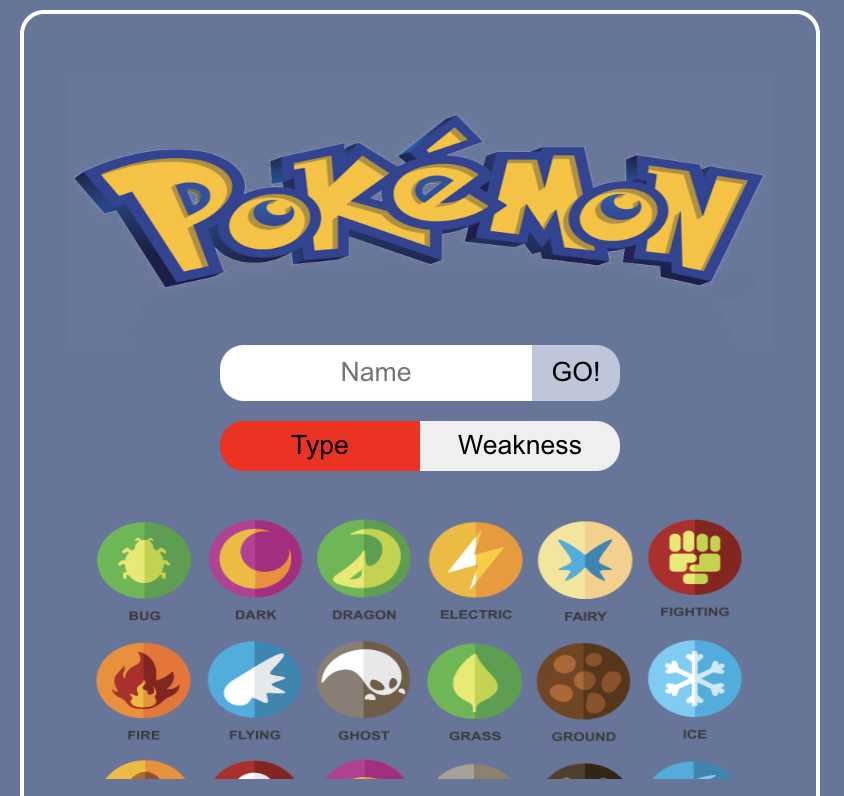 POKéMON
Name GO!
Type Weakness
BUG DARK DRAGON ELECTRIC FAIRY FIGHTING
FIRE FLYING GHOST GRASS GROUND ICE